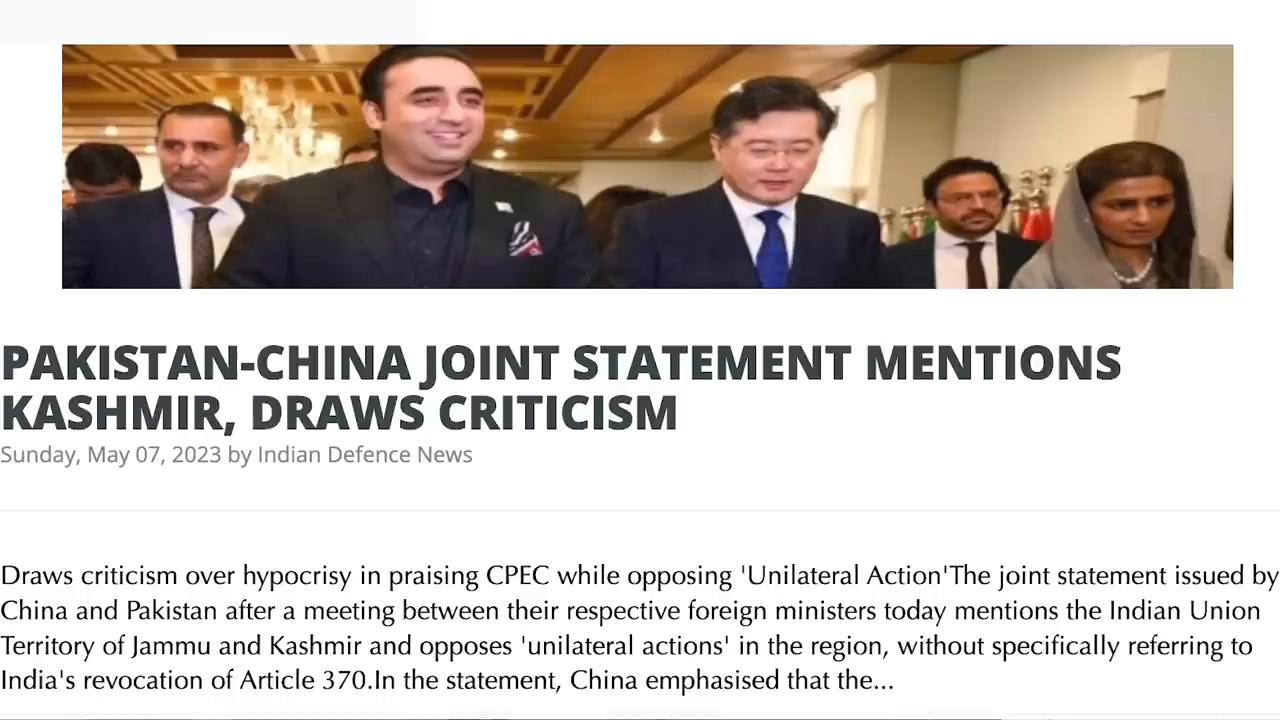 PAKISTAN-CHINA JOINT STATEMENT MENTIONS
KASHMIR, DRAWS CRITICISM
Sunday, May 07, 2023 by Indian Defence News
Draws criticism over hypocrisy in praising CPEC while opposing 'Unilateral Action'The joint statement issued by
China and Pakistan after a meeting between their respective foreign ministers today mentions the Indian Union
Territory of Jammu and Kashmir and opposes 'unilateral actions' in the region, without specifically referring to
India's revocation of Article 370.In the statement, China emphasised that the...